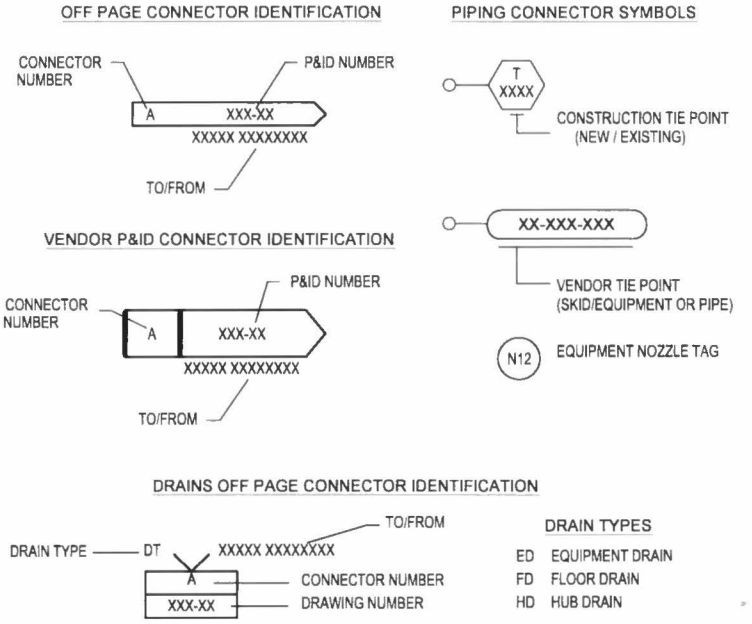 OFF PAGE CONNECTOR IDENTIFICATION
CONNECTOR
NUMBER
P&ID NUMBER
A XXX-XX
XXXXX XXXXXXXX
TO/FROM
VENDOR P&ID CONNECTOR IDENTIFICATION
P&ID NUMBER
CONNECTOR
NUMBER
A XXX-XX
XXXXX XXXXXXXX
TO/FROM
PIPING CONNECTOR SYMBOLS
T
XXXX
CONSTRUCTION TIE POINT
(NEW / EXISTING)
XX-XXX-XXX
VENDOR TIE POINT
(SKID/EQUIPMENT OR PIPE)
N12 EQUIPMENT NOZZLE TAG
DRAINS OFF PAGE CONNECTOR IDENTIFICATION
TO/FROM
DRAIN TYPE DT XXXXX XXXXXXXX
A CONNECTOR NUMBER
XXX-XX DRAWING NUMBER
DRAIN TYPES
ED EQUIPMENT DRAIN
FD FLOOR DRAIN
HD HUB DRAIN